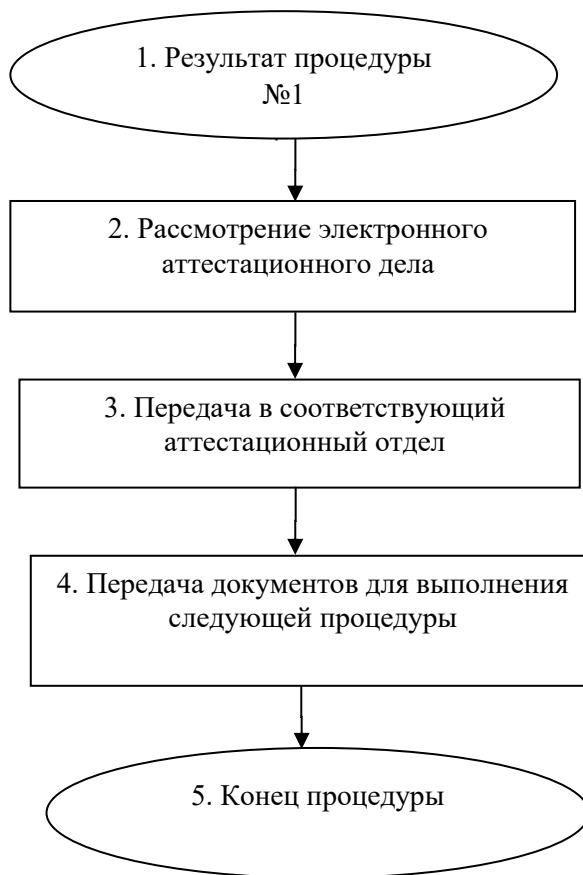 1. Результат процедуры
№1
2. Рассмотрение электронного
аттестационного дела
3. Передача в соответствующий
аттестационный отдел
4. Передача документов для выполнения
следующей процедуры
5. Конец процедуры